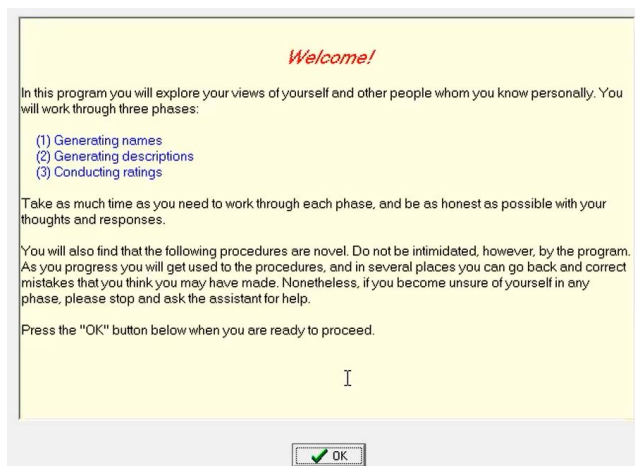 Welcome!
In this program you will explore your views of yourself and other people whom you know personally. You
will work through three phases:
(1) Generating names
(2) Generating descriptions
(3) Conducting ratings
Take as much time as you need to work through each phase, and be as honest as possible with your
thoughts and responses.
You will also find that the following procedures are novel. Do not be intimidated, however, by the program.
As you progress you will get used to the procedures, and in several places you can go back and correct
mistakes that you think you may have made. Nonetheless, if you become unsure of yourself in any
phase, please stop and ask the assistant for help.
Press the "OK" button below when you are ready to proceed.
OK